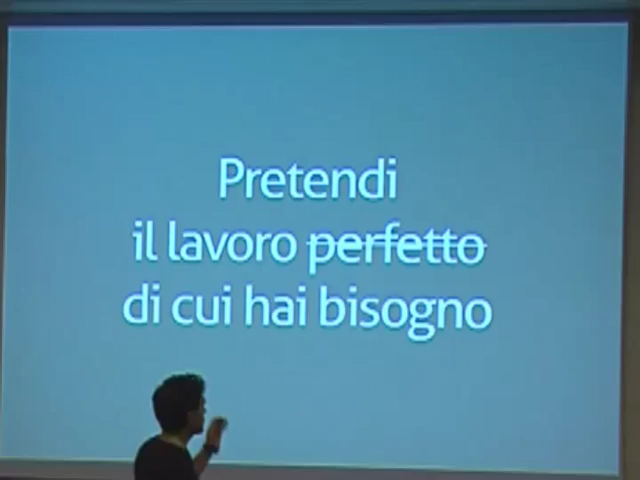 Pretendi
il lavoro perfetto
di cui hai bisogno